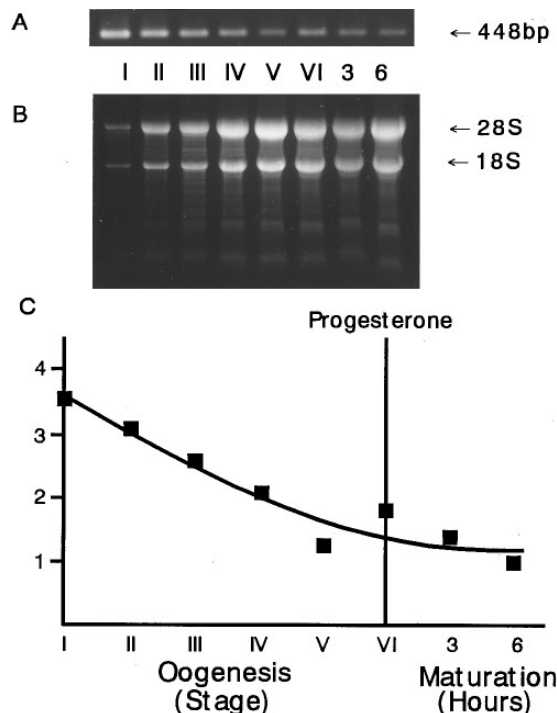 A
← 448bp
I II III IV V VI 3 6
B
← 28S
← 18S
C
Progesterone
4
3
2
1
I II III IV V VI 3 6
Oogenesis Maturation
(Stage) (Hours)